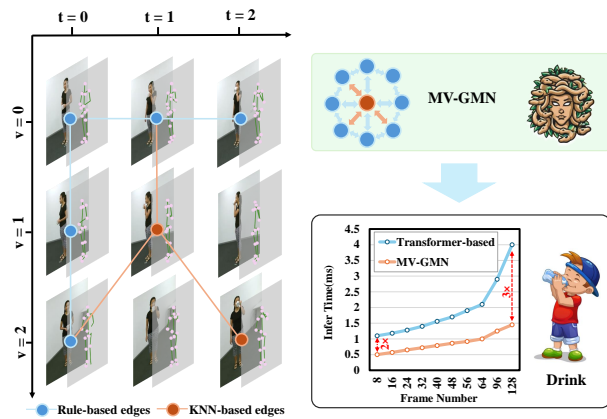 t = 0 t = 1 t = 2
v = 0
v = 1
v = 2
Rule-based edges KNN-based edges
MV-GMN
Infer Time(ms)
4.5
4
3.5
3
2.5
2
1.5
1
0.5
0
Transformer-based
MV-GMN
2×
3×
8 16 24 32 40 48 56 64 96 128
Frame Number
Drink